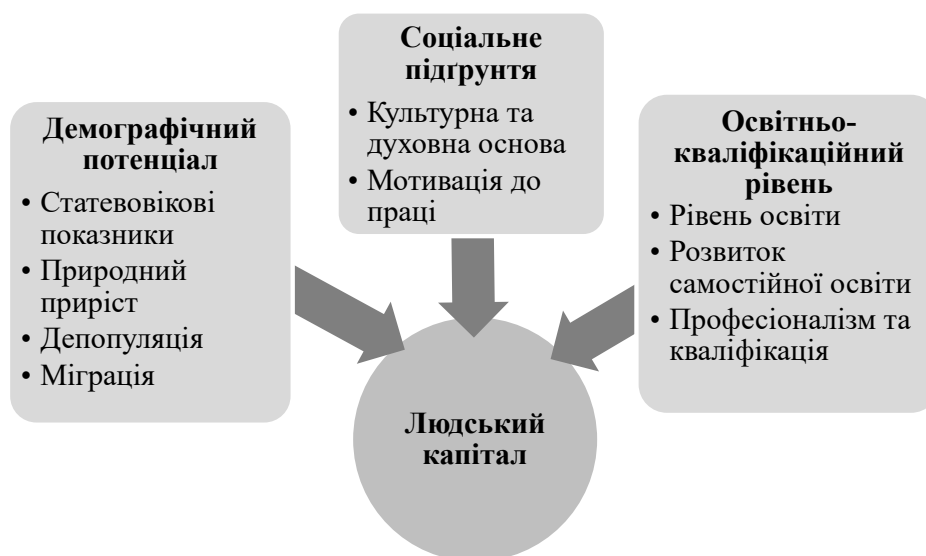 Демографічний
потенціал
• Статевовікові
показники
• Природний
приріст
• Депопуляція
• Міграція
Соціальне
підґрунтя
• Культурна та
духовна основа
• Мотивація до
праці
Освітньо-
кваліфікаційний
рівень
• Рівень освіти
• Розвиток
самостійної освіти
• Професіоналізм та
кваліфікація
Людський
капітал